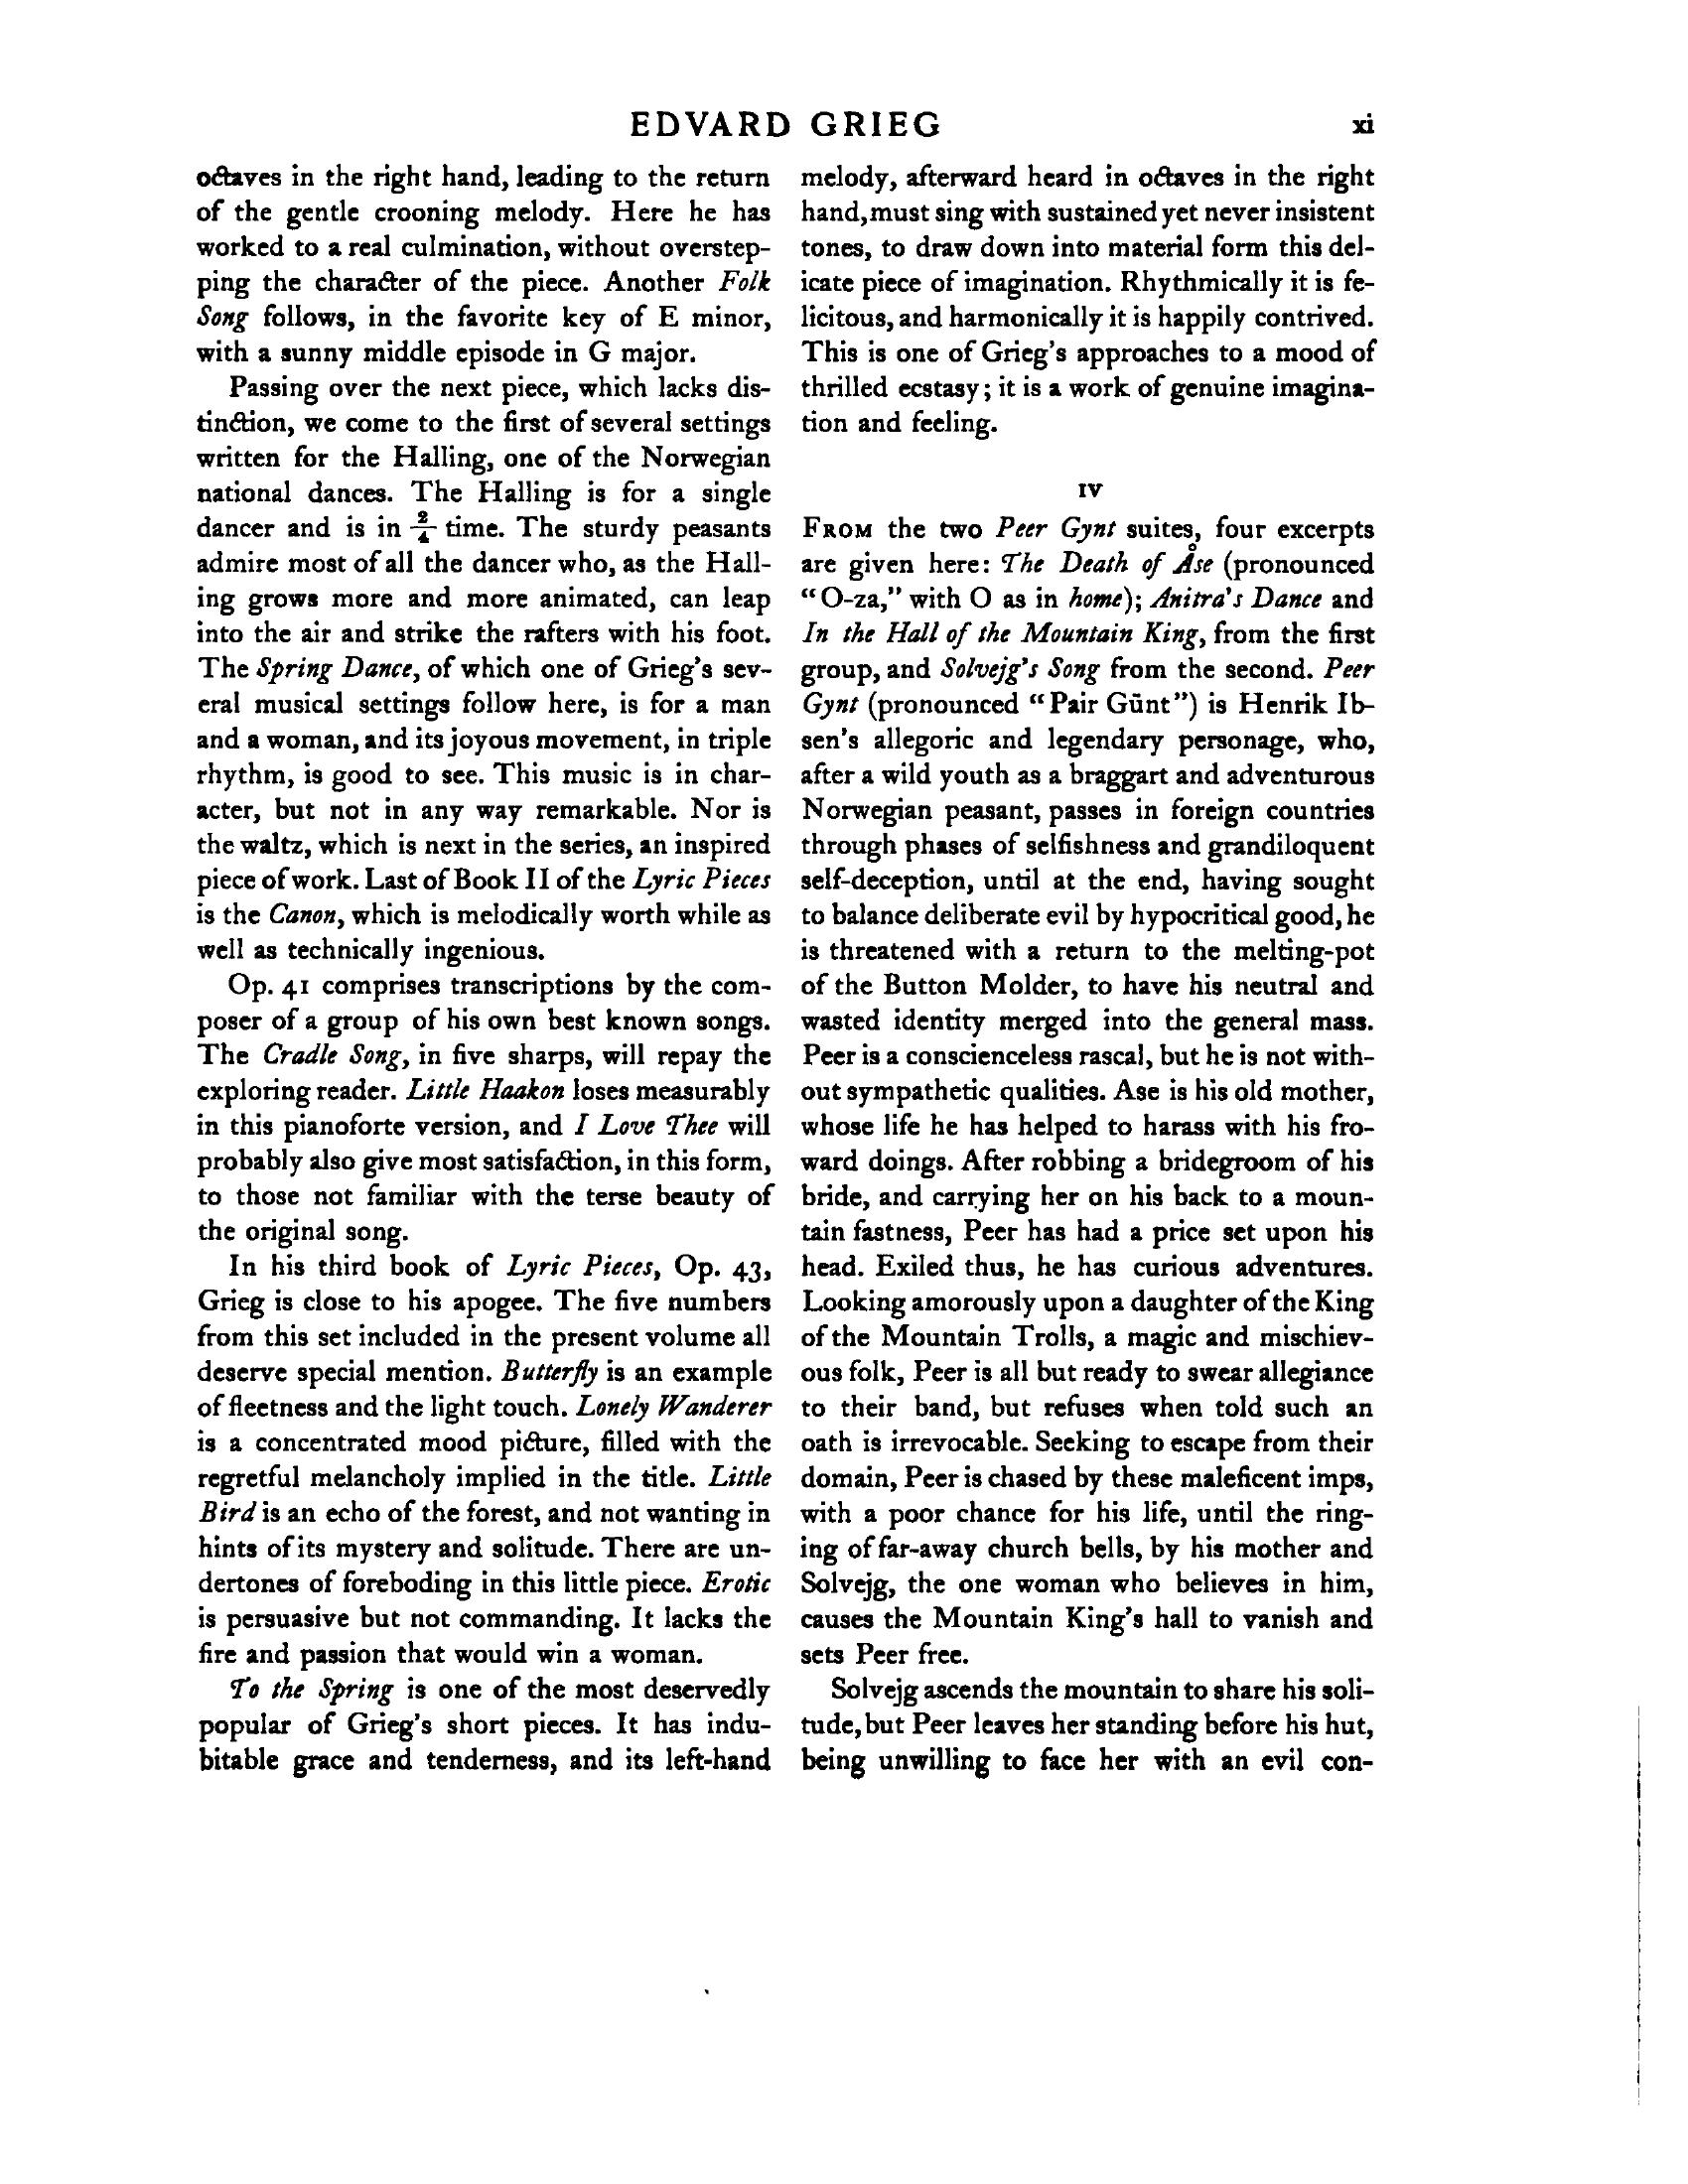 EDVARD GRIEG
xi
octaves in the right hand, leading to the return
of the gentle crooning melody. Here he has
worked to a real culmination, without overstep-
ping the character of the piece. Another Folk
Song follows, in the favorite key of E minor,
with a sunny middle episode in G major.
Passing over the next piece, which lacks dis-
tinction, we come to the first of several settings
written for the Halling, one of the Norwegian
national dances. The Halling is for a single
dancer and is in 2/4 time. The sturdy peasants
admire most of all the dancer who, as the Hall-
ing grows more and more animated, can leap
into the air and strike the rafters with his foot.
The Spring Dance, of which one of Grieg's sev-
eral musical settings follow here, is for a man
and a woman, and its joyous movement, in triple
rhythm, is good to see. This music is in char-
acter, but not in any way remarkable. Nor is
the waltz, which is next in the series, an inspired
piece of work. Last of Book II of the Lyric Pieces
is the Canon, which is melodically worth while as
well as technically ingenious.
Op. 41 comprises transcriptions by the com-
poser of a group of his own best known songs.
The Cradle Song, in five sharps, will repay the
exploring reader. Little Haakon loses measurably
in this pianoforte version, and I Love Thee will
probably also give most satisfaction, in this form,
to those not familiar with the terse beauty of
the original song.
In his third book of Lyric Pieces, Op. 43,
Grieg is close to his apogee. The five numbers
from this set included in the present volume all
deserve special mention. Butterfly is an example
of fleetness and the light touch. Lonely Wanderer
is a concentrated mood picture, filled with the
regretful melancholy implied in the title. Little
Bird is an echo of the forest, and not wanting in
hints of its mystery and solitude. There are un-
dertones of foreboding in this little piece. Erotic
is persuasive but not commanding. It lacks the
fire and passion that would win a woman.
To the Spring is one of the most deservedly
popular of Grieg's short pieces. It has indu-
bitable grace and tenderness, and its left-hand
melody, afterward heard in octaves in the right
hand, must sing with sustained yet never insistent
tones, to draw down into material form this del-
icate piece of imagination. Rhythmically it is fe-
licitous, and harmonically it is happily contrived.
This is one of Grieg's approaches to a mood of
thrilled ecstasy; it is a work of genuine imagina-
tion and feeling.
IV
FROM the two Peer Gynt suites, four excerpts
are given here: The Death of Åse (pronounced
"O-za," with O as in home); Anitra's Dance and
In the Hall of the Mountain King, from the first
group, and Solvejg's Song from the second. Peer
Gynt (pronounced "Pair Günt") is Henrik Ib-
sen's allegoric and legendary personage, who,
after a wild youth as a braggart and adventurous
Norwegian peasant, passes in foreign countries
through phases of selfishness and grandiloquent
self-deception, until at the end, having sought
to balance deliberate evil by hypocritical good, he
is threatened with a return to the melting-pot
of the Button Molder, to have his neutral and
wasted identity merged into the general mass.
Peer is a conscienceless rascal, but he is not with-
out sympathetic qualities. Ase is his old mother,
whose life he has helped to harass with his fro-
ward doings. After robbing a bridegroom of his
bride, and carrying her on his back to a moun-
tain fastness, Peer has had a price set upon his
head. Exiled thus, he has curious adventures.
Looking amorously upon a daughter of the King
of the Mountain Trolls, a magic and mischiev-
ous folk, Peer is all but ready to swear allegiance
to their band, but refuses when told such an
oath is irrevocable. Seeking to escape from their
domain, Peer is chased by these maleficent imps,
with a poor chance for his life, until the ring-
ing of far-away church bells, by his mother and
Solvejg, the one woman who believes in him,
causes the Mountain King's hall to vanish and
sets Peer free.
Solvejg ascends the mountain to share his soli-
tude, but Peer leaves her standing before his hut,
being unwilling to face her with an evil con-